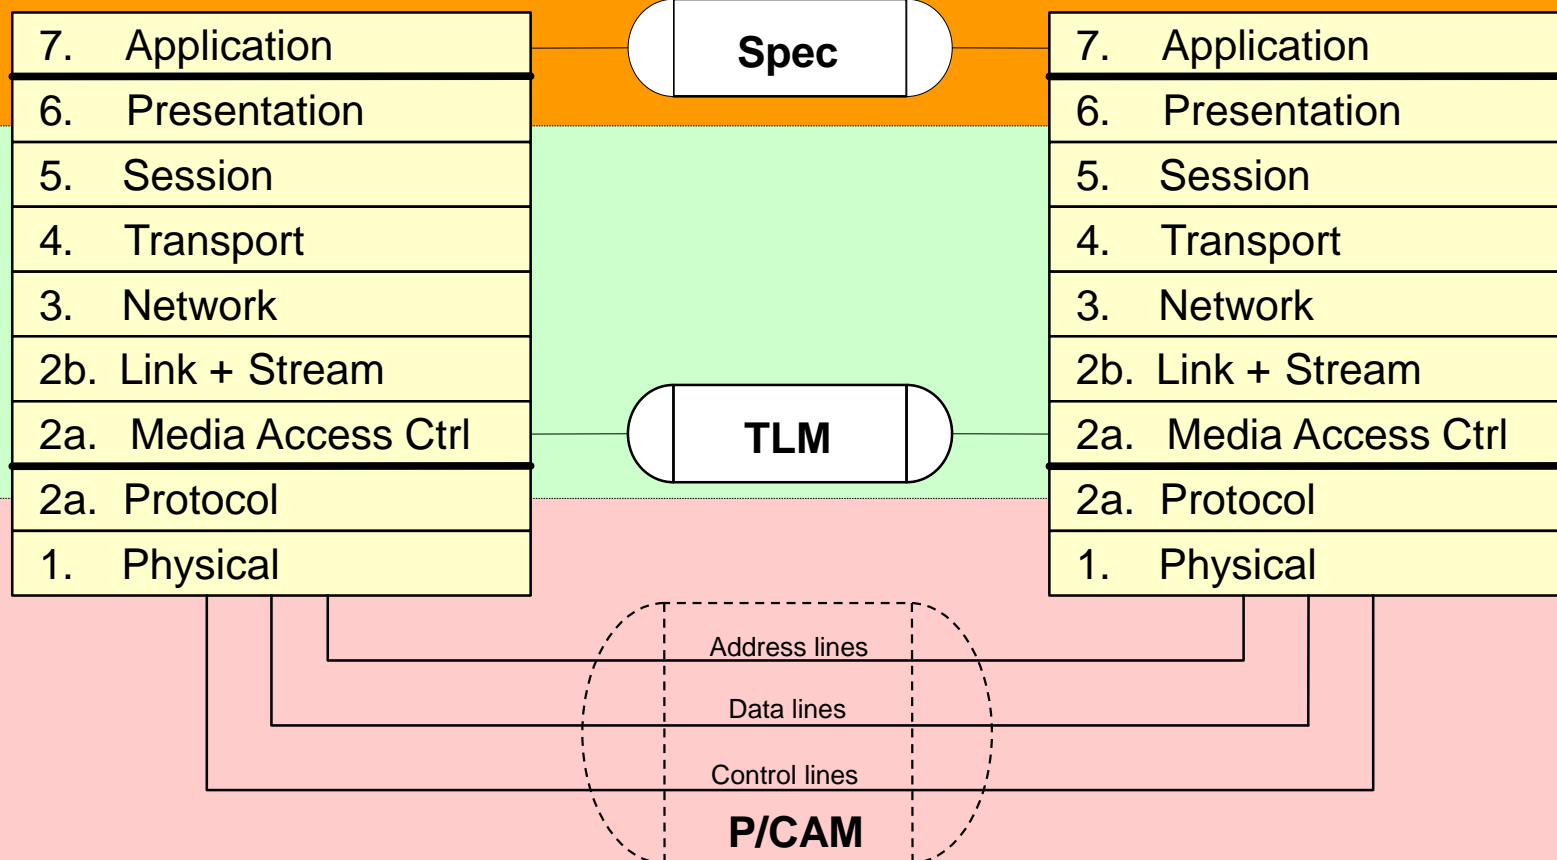 7. Application
6. Presentation
5. Session
4. Transport
3. Network
2b. Link + Stream
2a. Media Access Ctrl
2a. Protocol
1. Physical
Spec
TLM
7. Application
6. Presentation
5. Session
4. Transport
3. Network
2b. Link + Stream
2a. Media Access Ctrl
2a. Protocol
1. Physical
Address lines
Data lines
Control lines
P/CAM